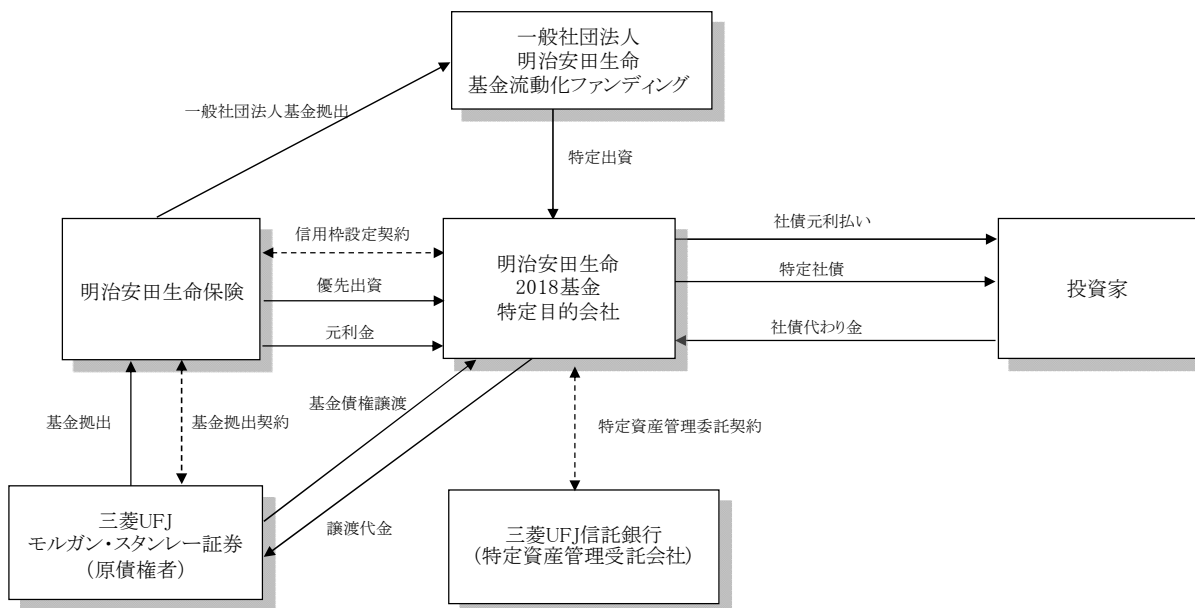 一般社団法人
明治安田生命
基金流動化ファンディング
一般社団法人基金拠出
特定出資
明治安田生命保険
信用枠設定契約
優先出資
元利金
明治安田生命
2018基金
特定目的会社
社債元利払い
特定社債
社債代わり金
投資家
基金拠出
基金拠出契約
基金債権譲渡
譲渡代金
特定資産管理委託契約
三菱UFJ
モルガン・スタンレー証券
（原債権者）
三菱UFJ信託銀行
（特定資産管理受託会社）